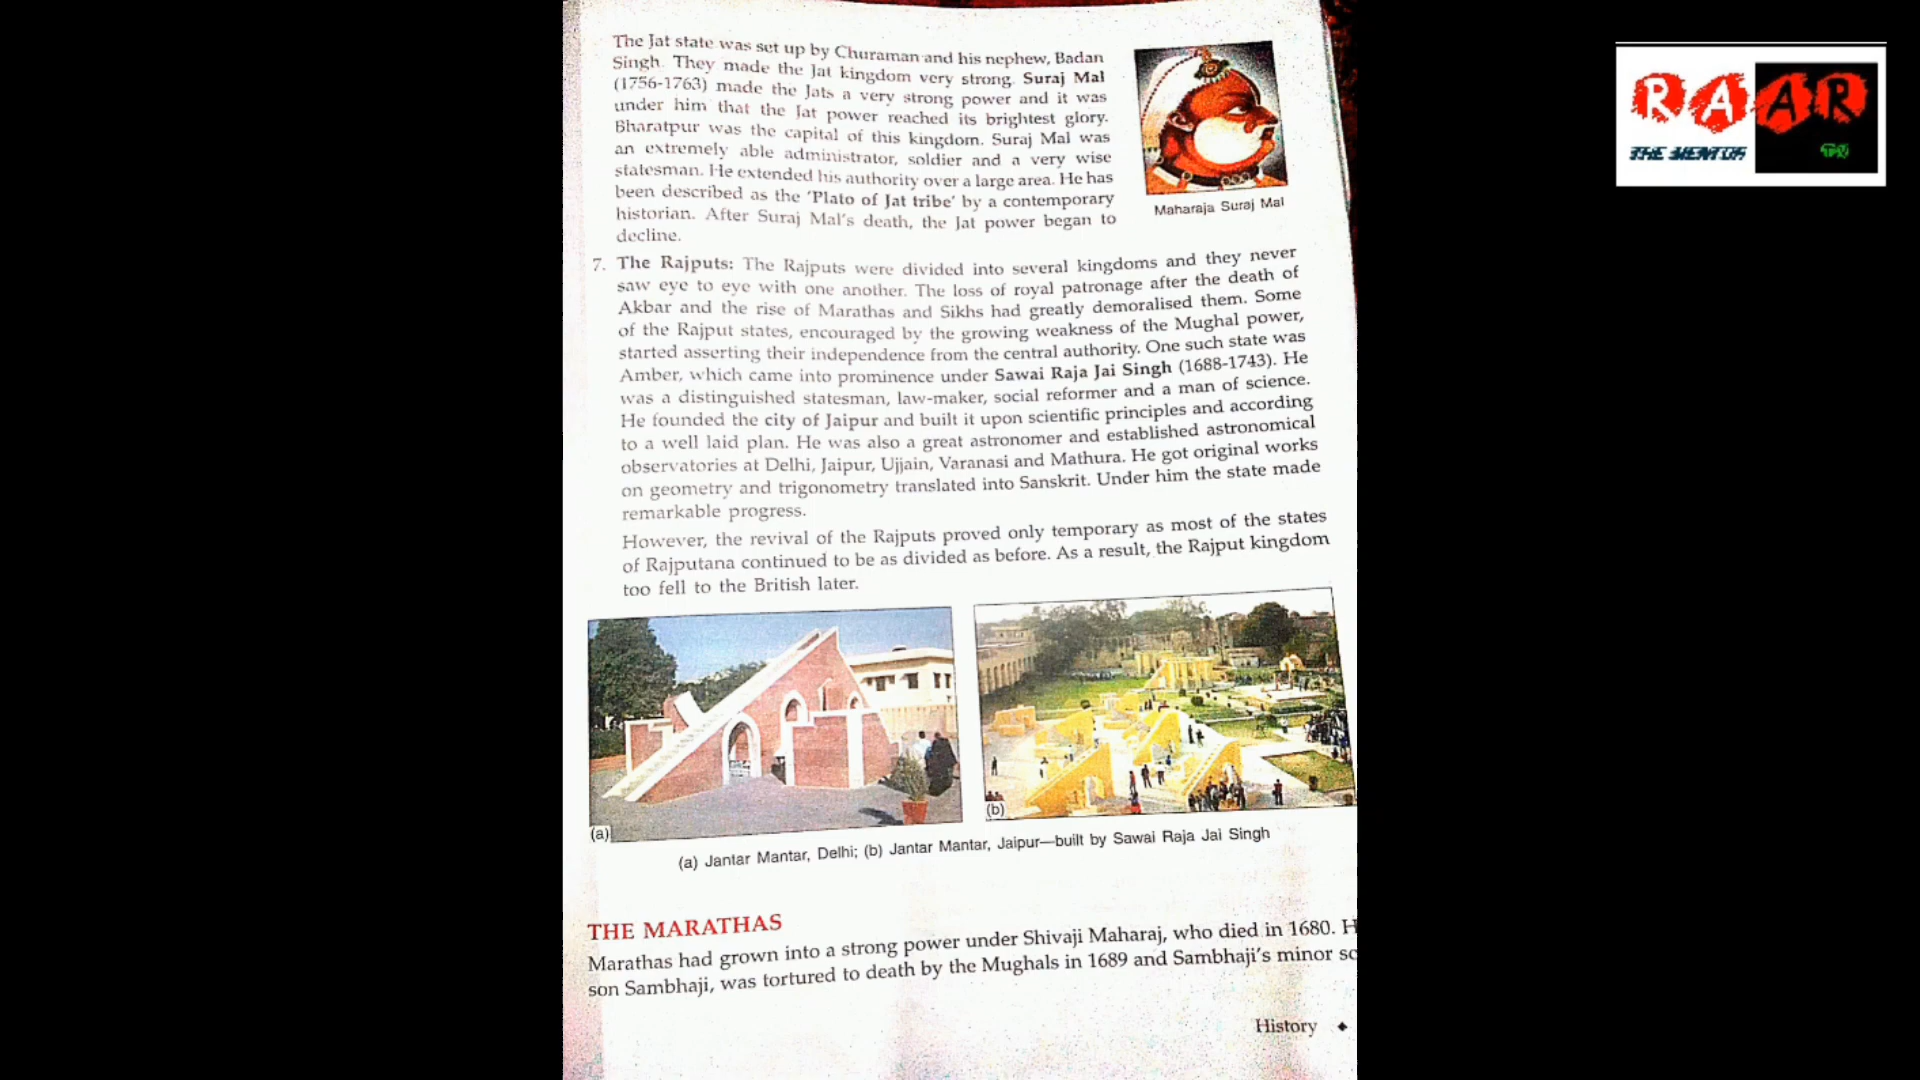 The Jat state was set up by Churaman and his nephew, Badan
Singh. They made the Jat kingdom very strong. Suraj Mal
(1756-1763) made the Jats a very strong power and it was
under him that the Jat power reached its brightest glory.
Bharatpur was the capital of this kingdom. Suraj Mal was
an extremely able administrator, soldier and a very wise
statesman. He extended his authority over a large area. He has
been described as the 'Plato of Jat tribe' by a contemporary
historian. After Suraj Mal's death, the Jat power began to
decline.
Maharaja Suraj Mal
7. The Rajputs: The Rajputs were divided into several kingdoms and they never
saw eye to eye with one another. The loss of royal patronage after the death of
Akbar and the rise of Marathas and Sikhs had greatly demoralised them. Some
of the Rajput states, encouraged by the growing weakness of the Mughal power,
started asserting their independence from the central authority. One such state was
Amber, which came into prominence under Sawai Raja Jai Singh (1688-1743). He
was a distinguished statesman, law-maker, social reformer and a man of science.
He founded the city of Jaipur and built it upon scientific principles and according
to a well laid plan. He was also a great astronomer and established astronomical
observatories at Delhi, Jaipur, Ujjain, Varanasi and Mathura. He got original works
on geometry and trigonometry translated into Sanskrit. Under him the state made
remarkable progress.
However, the revival of the Rajputs proved only temporary as most of the states
of Rajputana continued to be as divided as before. As a result, the Rajput kingdom
too fell to the British later.
(a)
(b)
(a) Jantar Mantar, Delhi; (b) Jantar Mantar, Jaipur—built by Sawai Raja Jai Singh
THE MARATHAS
Marathas had grown into a strong power under Shivaji Maharaj, who died in 1680. H
son Sambhaji, was tortured to death by the Mughals in 1689 and Sambhaji's minor so
History ◆
RAAR
THE MENTOR
TV